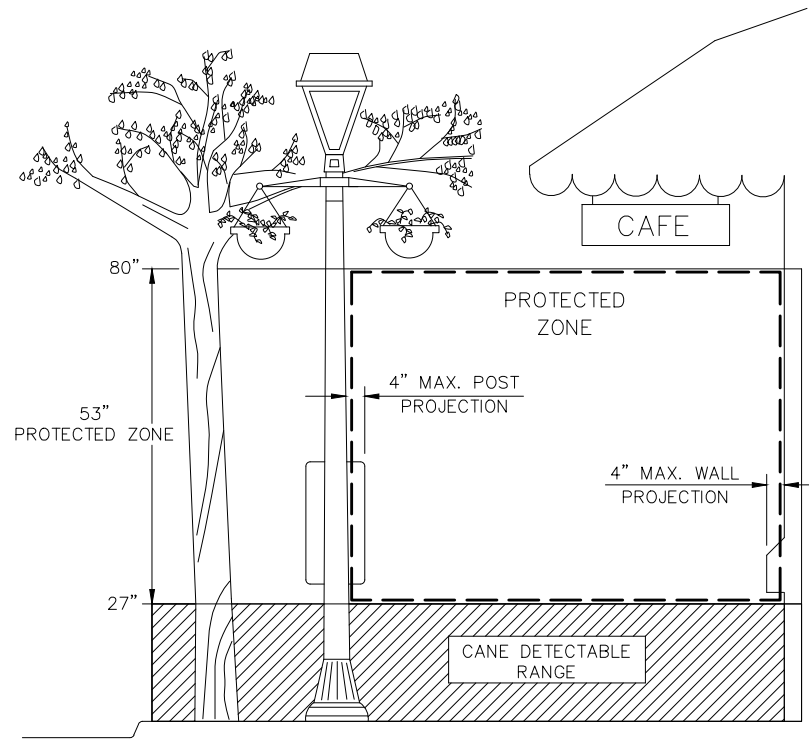 CAFE
80”
PROTECTED
ZONE
4” MAX. POST
PROJECTION
53”
PROTECTED ZONE
4” MAX. WALL
PROJECTION
27”
CANE DETECTABLE
RANGE